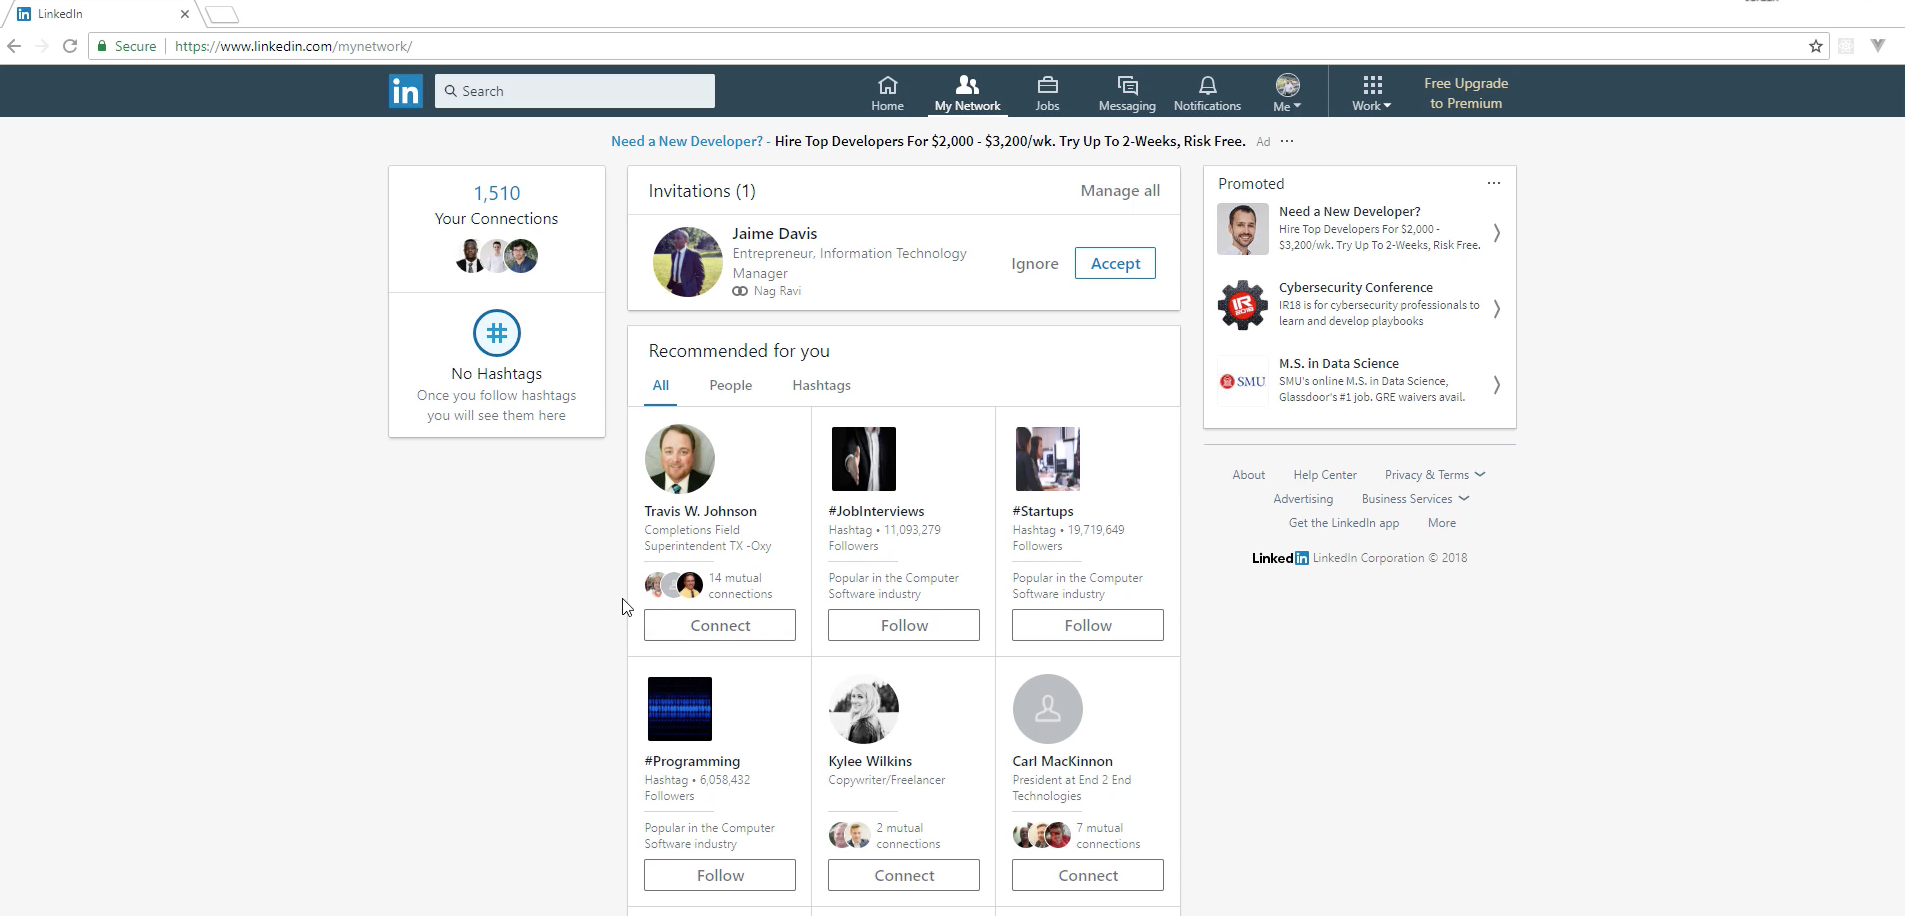 LinkedIn
Secure
https://www.linkedin.com/mynetwork/
in
Search
Home
My Network
Jobs
Messaging
Notifications
Me
Work
Free Upgrade
to Premium
Need a New Developer? - Hire Top Developers For $2,000 - $3,200/wk. Try Up To 2-Weeks, Risk Free. Ad ...
1,510
Your Connections
#
No Hashtags
Once you follow hashtags
you will see them here
Invitations (1)
Manage all
Jaime Davis
Entrepreneur, Information Technology
Manager
Nag Ravi
Ignore
Accept
Recommended for you
All
People
Hashtags
Travis W. Johnson
Completions Field
Superintendent TX -Oxy
14 mutual
connections
Connect
#JobInterviews
Hashtag • 11,093,279
Followers
Popular in the Computer
Software industry
Follow
#Startups
Hashtag • 19,719,649
Followers
Popular in the Computer
Software industry
Follow
#Programming
Hashtag • 6,058,432
Followers
Popular in the Computer
Software industry
Follow
Kylee Wilkins
Copywriter/Freelancer
2 mutual
connections
Connect
Carl MacKinnon
President at End 2 End
Technologies
7 mutual
connections
Connect
Promoted
Need a New Developer?
Hire Top Developers For $2,000 -
$3,200/wk. Try Up To 2-Weeks, Risk Free.
IR
2018
Cybersecurity Conference
IR18 is for cybersecurity professionals to
learn and develop playbooks
SMU
M.S. in Data Science
SMU's online M.S. in Data Science,
Glassdoor's #1 job. GRE waivers avail.
About
Help Center
Privacy & Terms
Advertising
Business Services
Get the LinkedIn app
More
LinkedIn LinkedIn Corporation © 2018